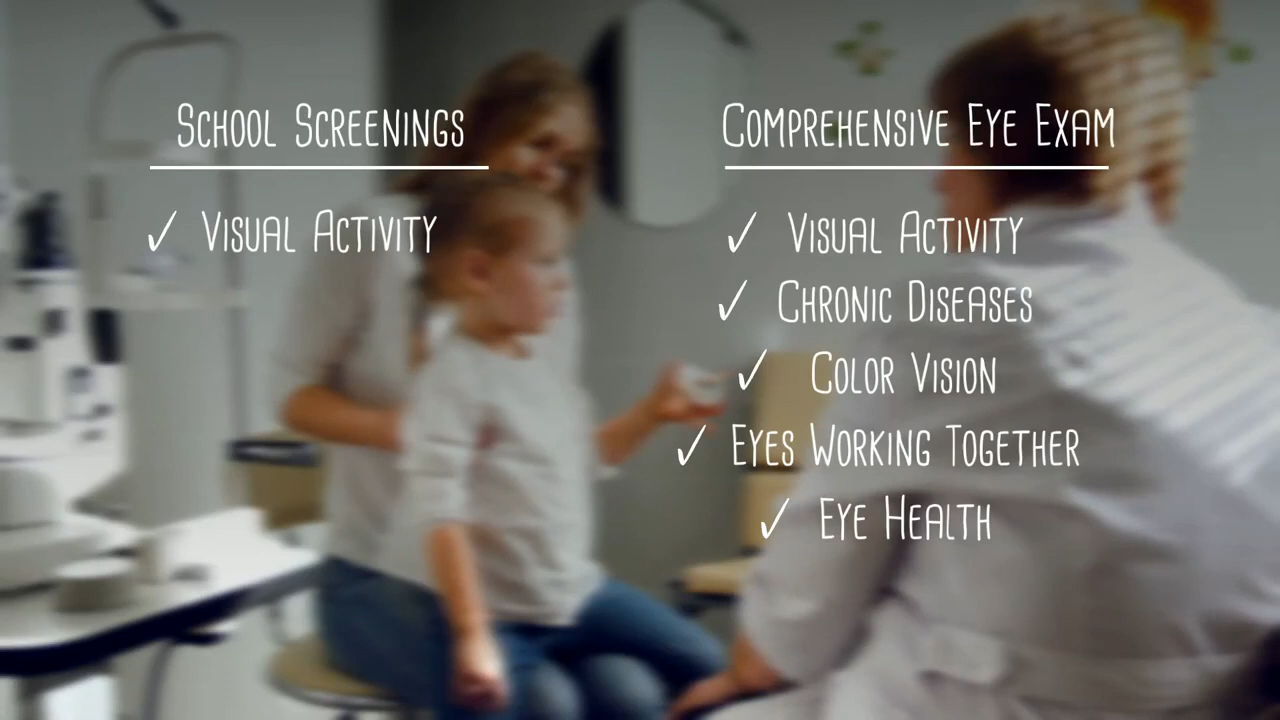 School Screenings
✓ Visual Activity
Comprehensive Eye Exam
✓ Visual Activity
✓ Chronic Diseases
✓ Color Vision
✓ Eyes Working Together
✓ Eye Health